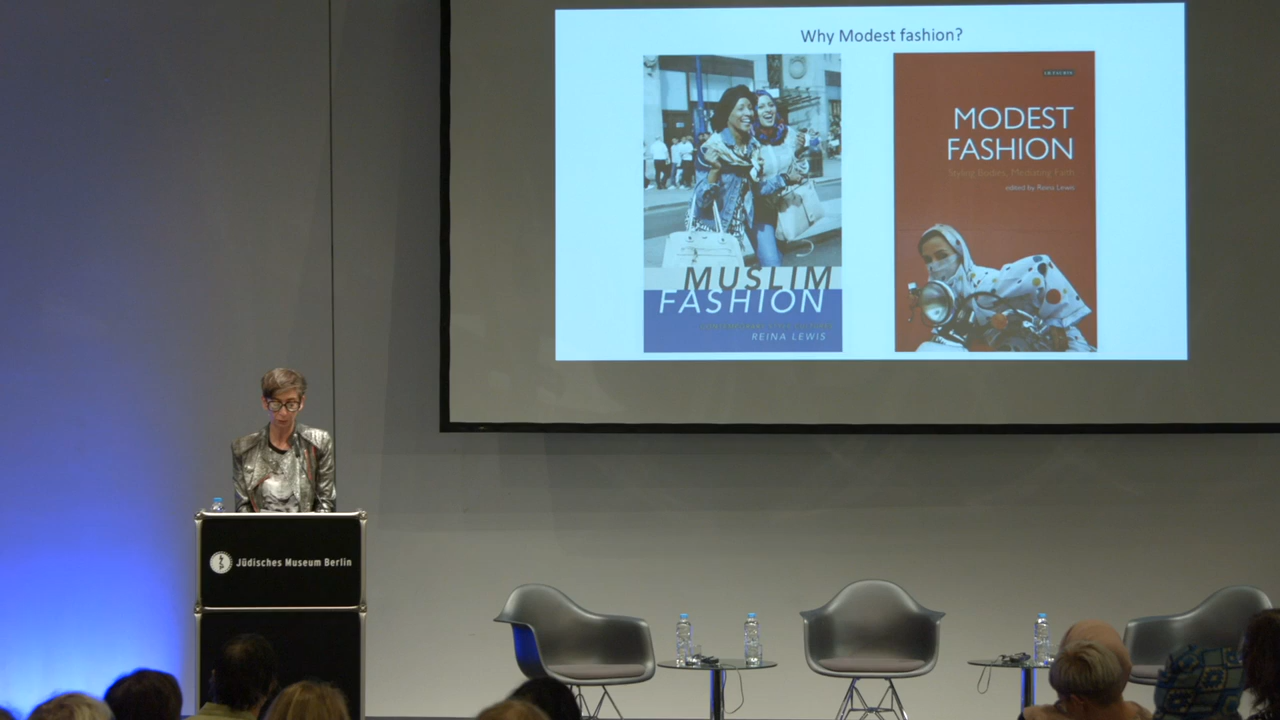 Why Modest fashion?
MUSLIM
FASHION
REINA LEWIS
MODEST
FASHION
Styling Bodies, Mediating Faith
edited by Reina Lewis
Jüdisches Museum Berlin